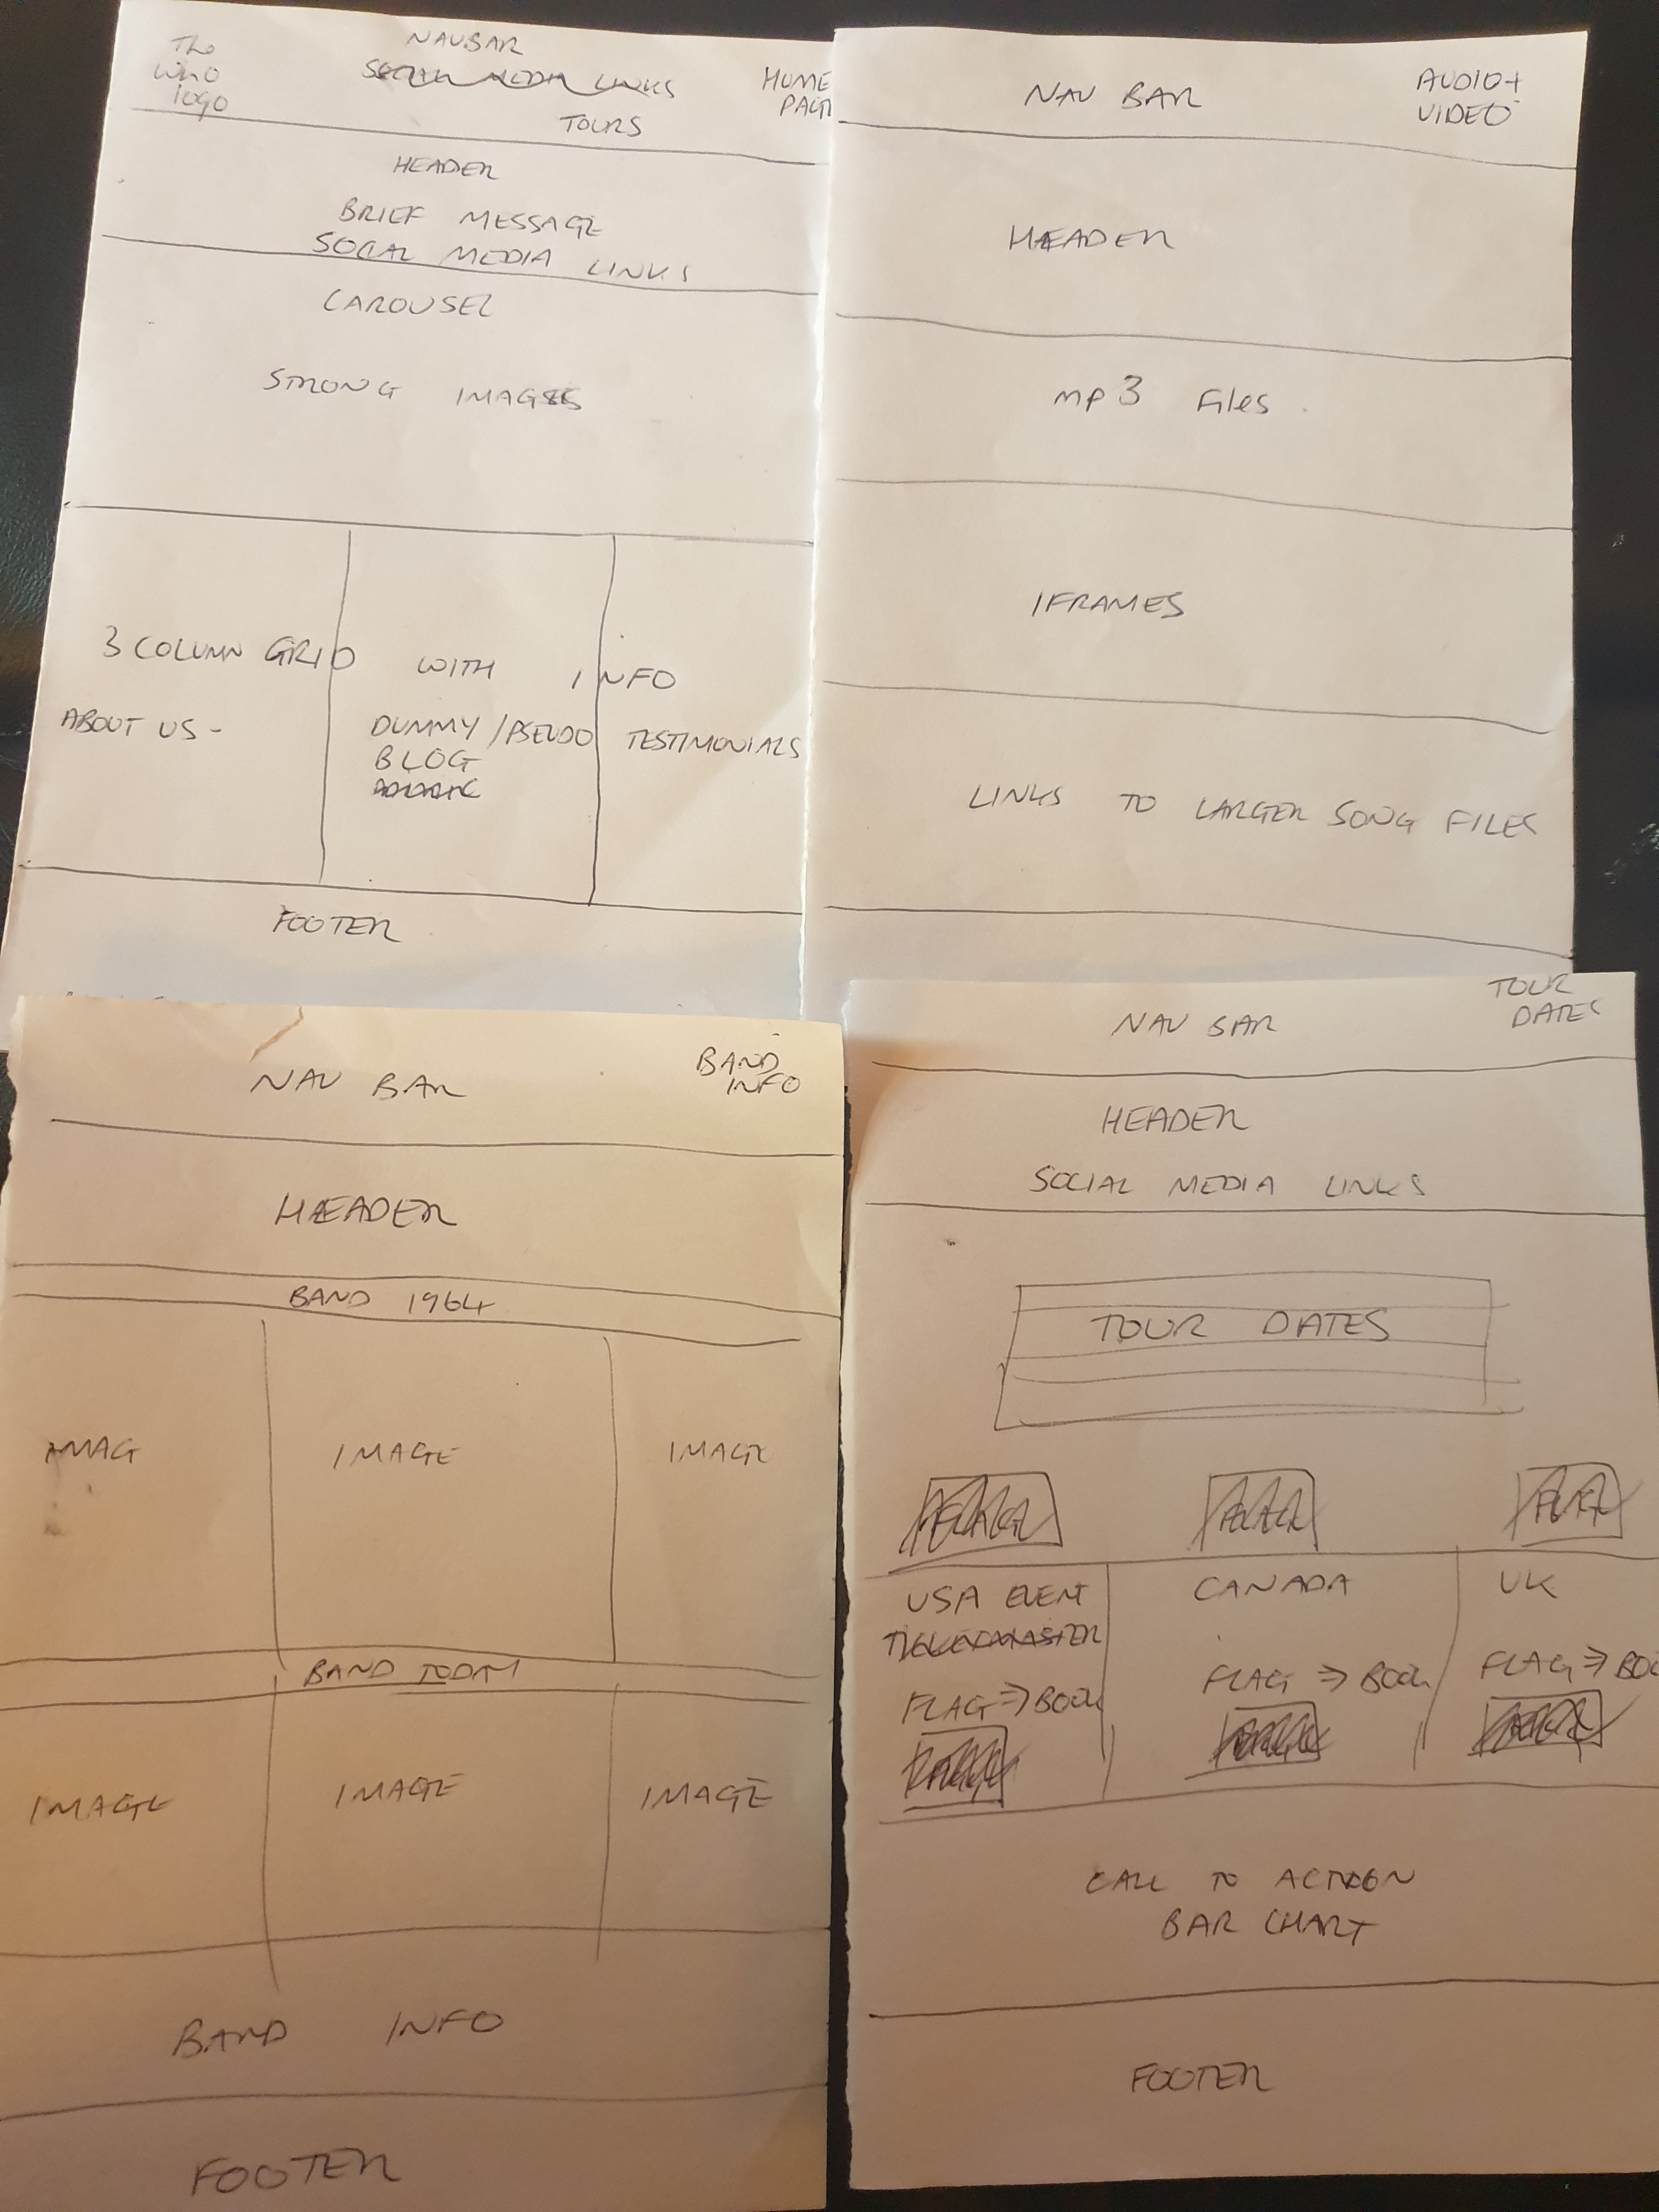 The
Who
logo
NAVBAR
SOCIAL MEDIA LINKS
HOME
PAGE
TOURS
HEADER
BRIEF MESSAGE
SOCIAL MEDIA LINKS
CAROUSEL
STRONG IMAGES
3 COLUMN GRID WITH INFO
ABOUT US -
DUMMY / PSEUDO
BLOG
TESTIMONIALS
FOOTER
NAV BAR
AUDIO +
VIDEO
HEADER
mp3 Files
IFRAMES
LINKS TO LARGER SONG FILES
NAV BAR
BAND
INFO
HEADER
BAND 1964
IMAG IMAGE IMAGE
BAND TODAY
IMAGE IMAGE IMAGE
BAND INFO
FOOTER
NAV BAR
TOUR
DATES
HEADER
SOCIAL MEDIA LINKS
TOUR DATES
USA EVENT
TICKETMASTER
FLAG ⇒ BOOK
CANADA
FLAG ⇒ BOOK
UK
FLAG ⇒ BOO
CALL TO ACTION
BAR CHART
FOOTER